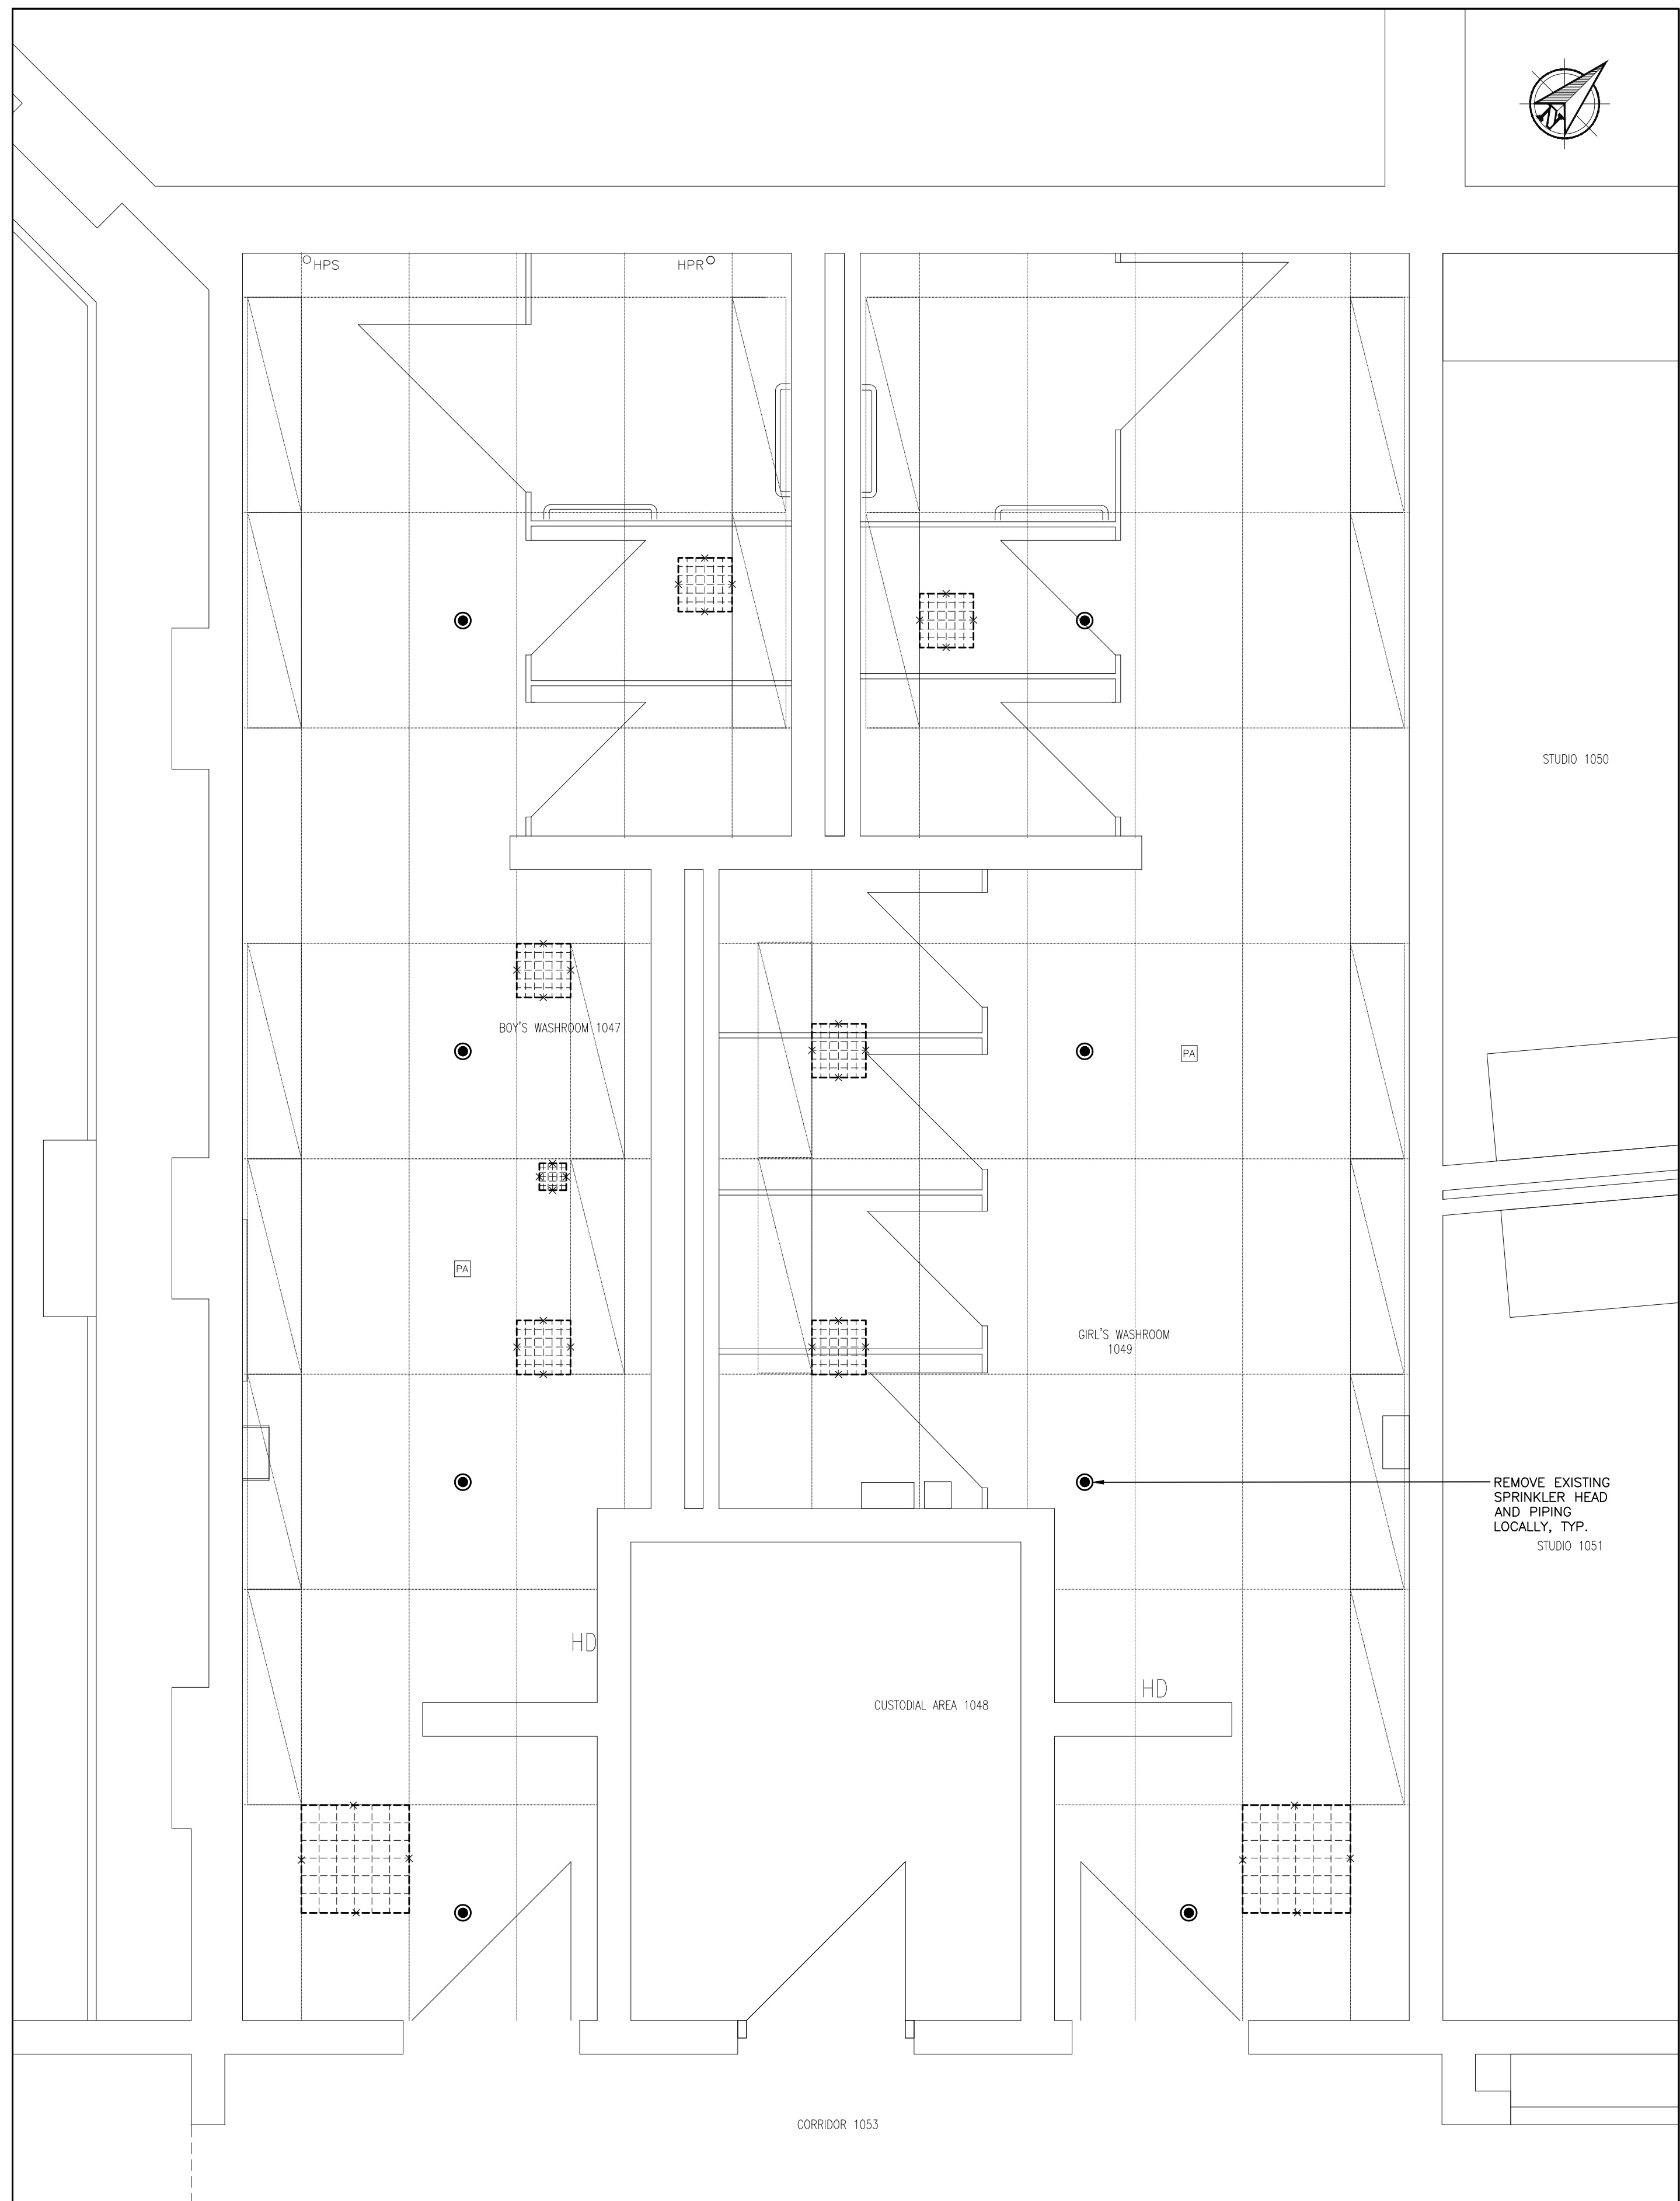 N
HPS
HPR
STUDIO 1050
BOY'S WASHROOM 1047
PA
PA
GIRL'S WASHROOM
1049
REMOVE EXISTING
SPRINKLER HEAD
AND PIPING
LOCALLY, TYP.
STUDIO 1051
HD
HD
CUSTODIAL AREA 1048
CORRIDOR 1053